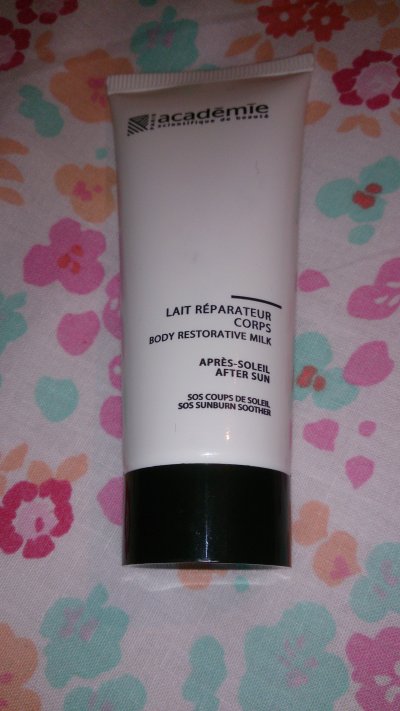 académie
scientifique de beauté
LAIT RÉPARATEUR
CORPS
BODY RESTORATIVE MILK
APRÈS-SOLEIL
AFTER SUN
SOS COUPS DE SOLEIL
SOS SUNBURN SOOTHER